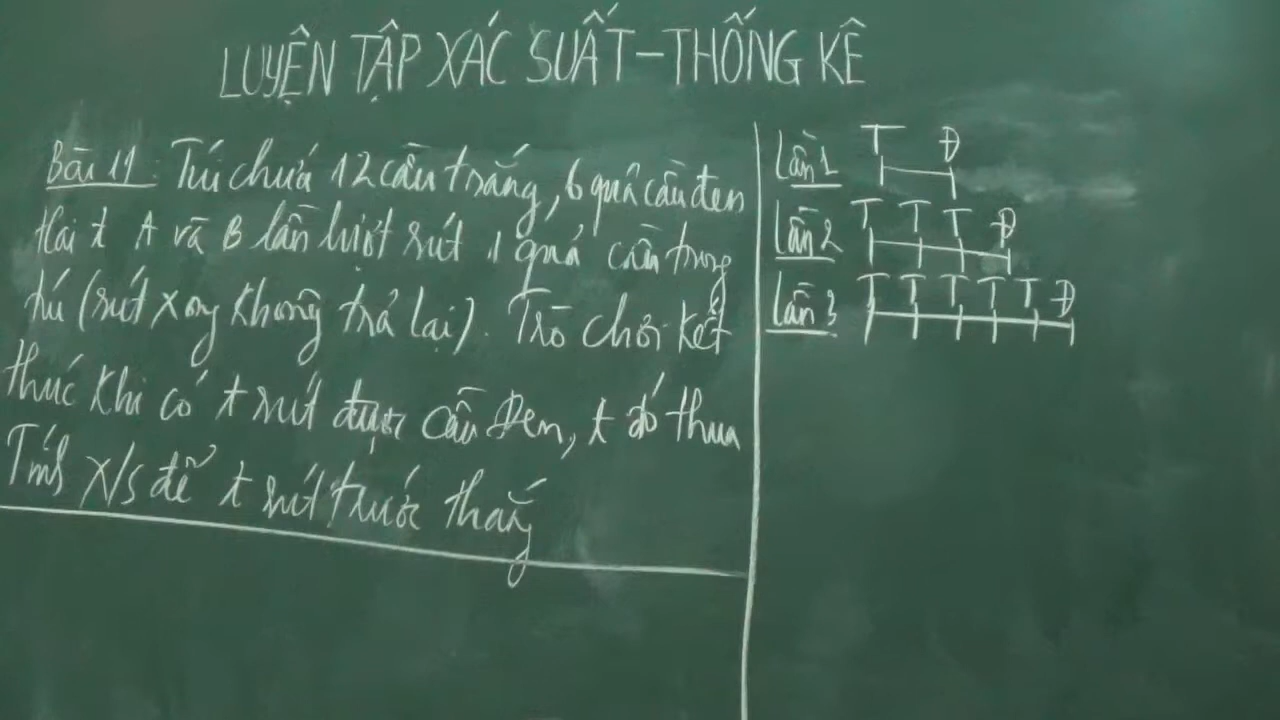 LUYỆN TẬP XÁC SUẤT-THỐNG KÊ
Bài 11: Túi chứa 12 cầu trắng, 6 quả cầu đen
Hai t A và B lần lượt rút 1 quả cầu trong
túi (rút xong không trả lại). Trò chơi kết
thúc khi có t rút được cầu đen, t đó thua
Tính x/s để t rút trước thắng
Lần 1 T Đ
Lần 2 T T T Đ
Lần 3 T T T T T Đ